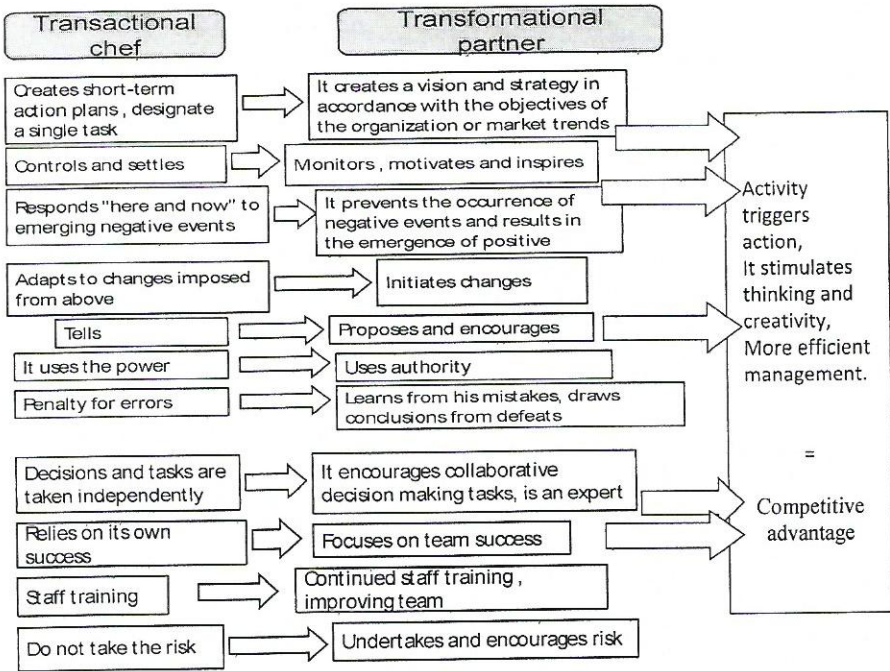 Transactional
chef
Transformational
partner
Creates short-term
action plans , designate
a single task
It creates a vision and strategy in
accordance with the objectives of
the organization or market trends
Controls and settles
Monitors , motivates and inspires
Responds "here and now" to
emerging negative events
It prevents the occurrence of
negative events and results in
the emergence of positive
Adapts to changes imposed
from above
Initiates changes
Tells
Proposes and encourages
It uses the power
Uses authority
Penalty for errors
Learns from his mistakes, draws
conclusions from defeats
Decisions and tasks are
taken independently
It encourages collaborative
decision making tasks, is an expert
Relies on its own
success
Focuses on team success
Staff training
Continued staff training ,
improving team
Do not take the risk
Undertakes and encourages risk
Activity
triggers
action,
It stimulates
thinking and
creativity,
More efficient
management.
=
Competitive
advantage